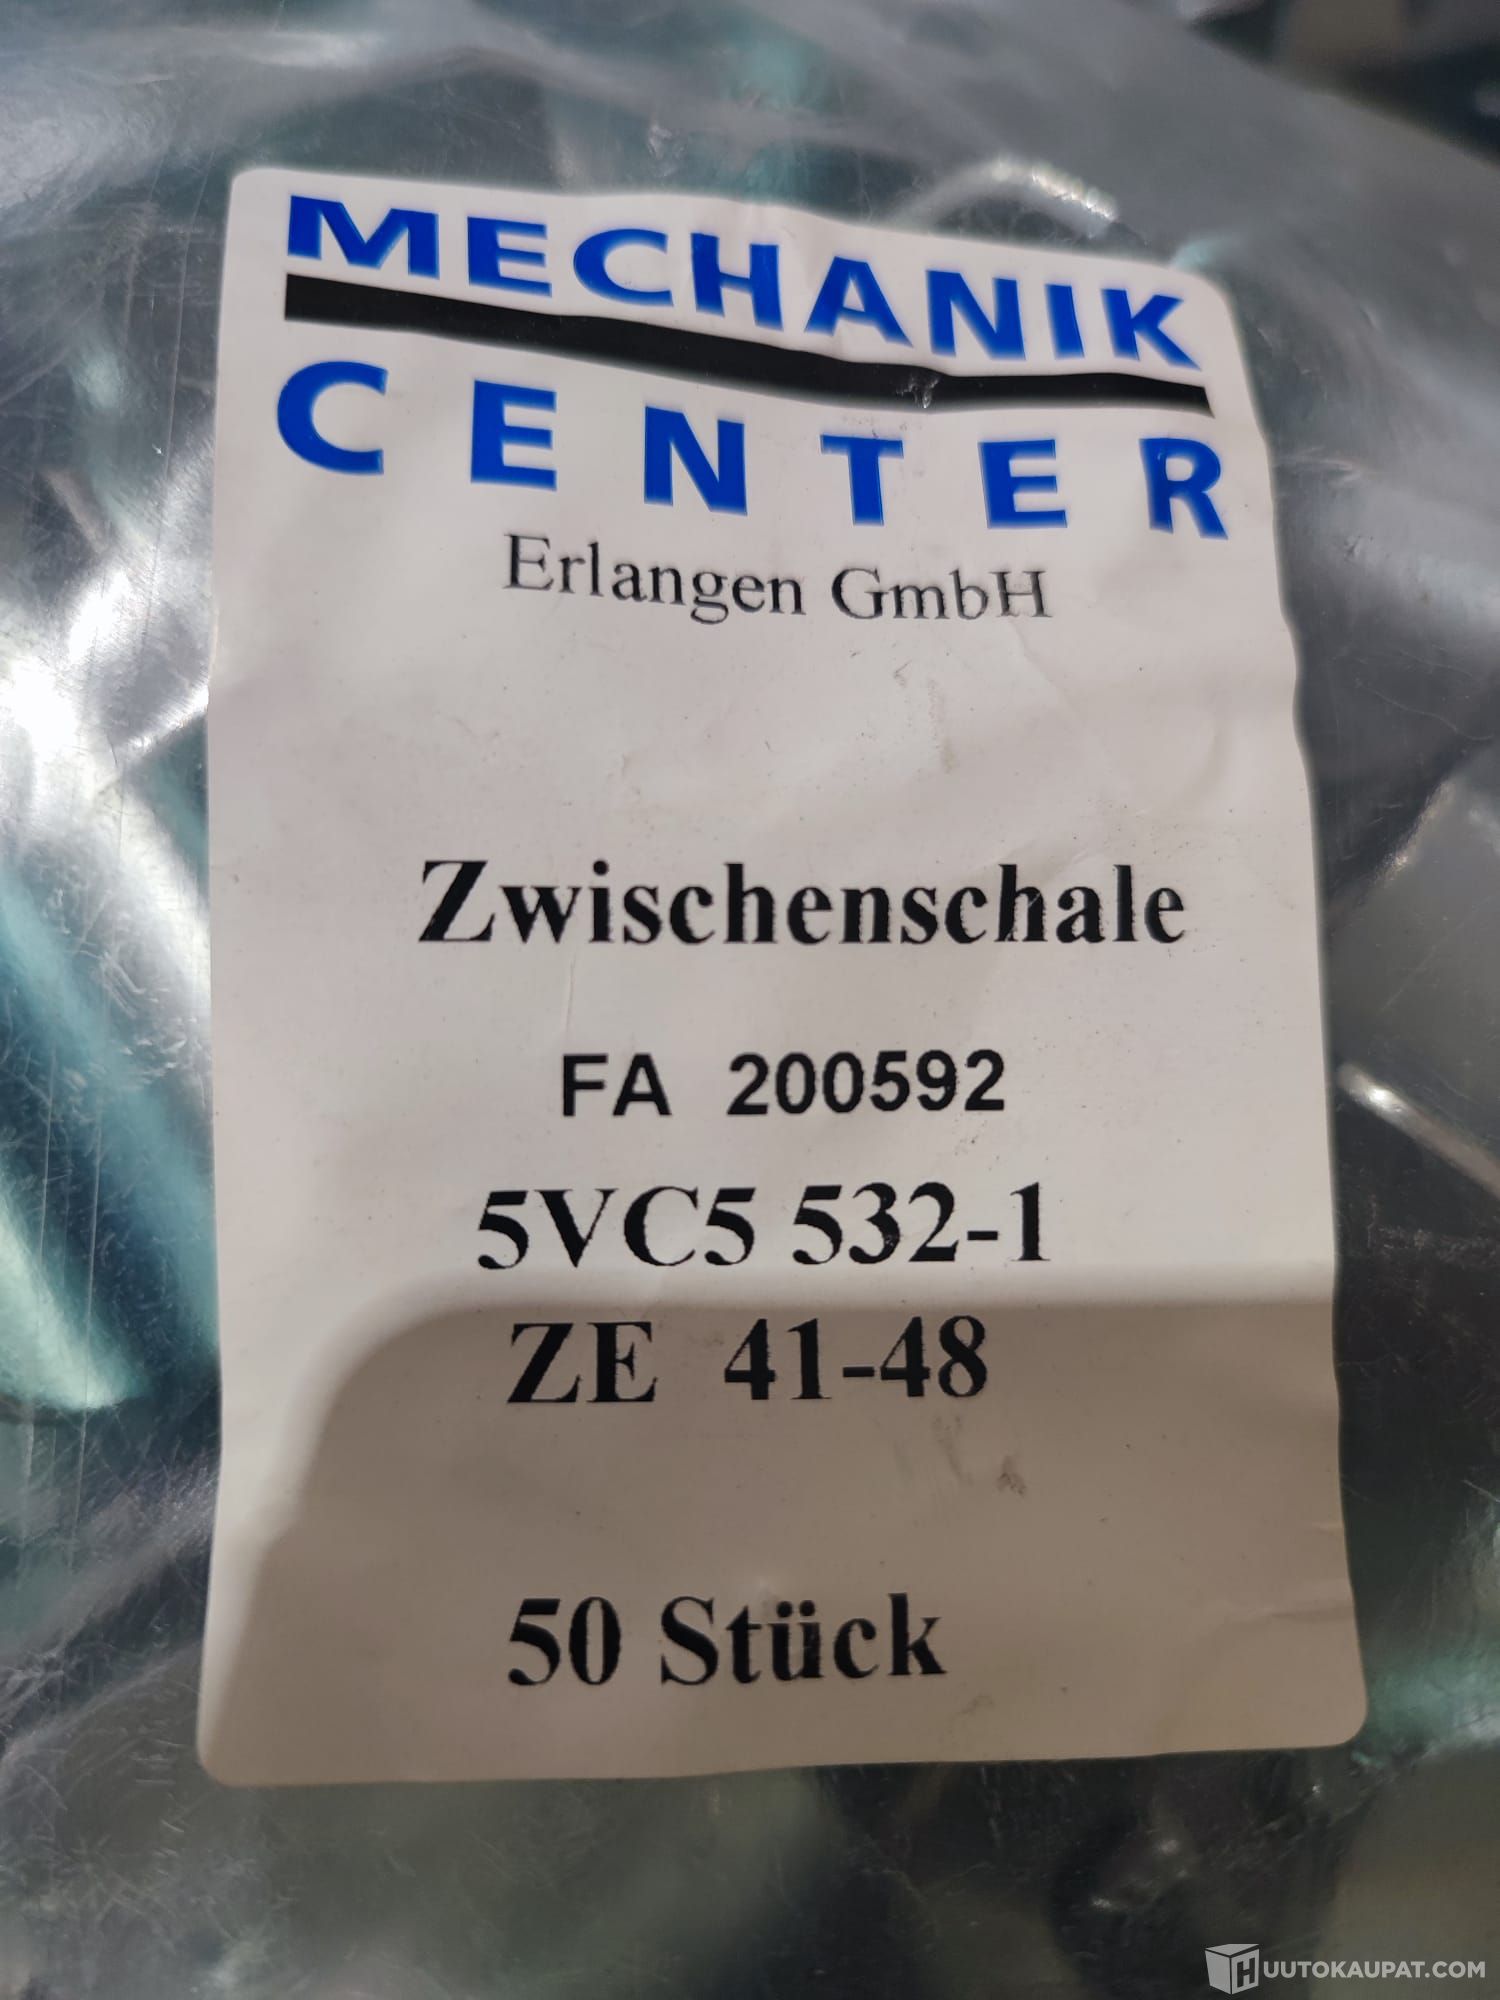 MECHANIK
CENTER
Erlangen GmbH
Zwischenschale
FA 200592
5VC5 532-1
ZE 41-48
50 Stück
HUUTOKAUPAT.COM